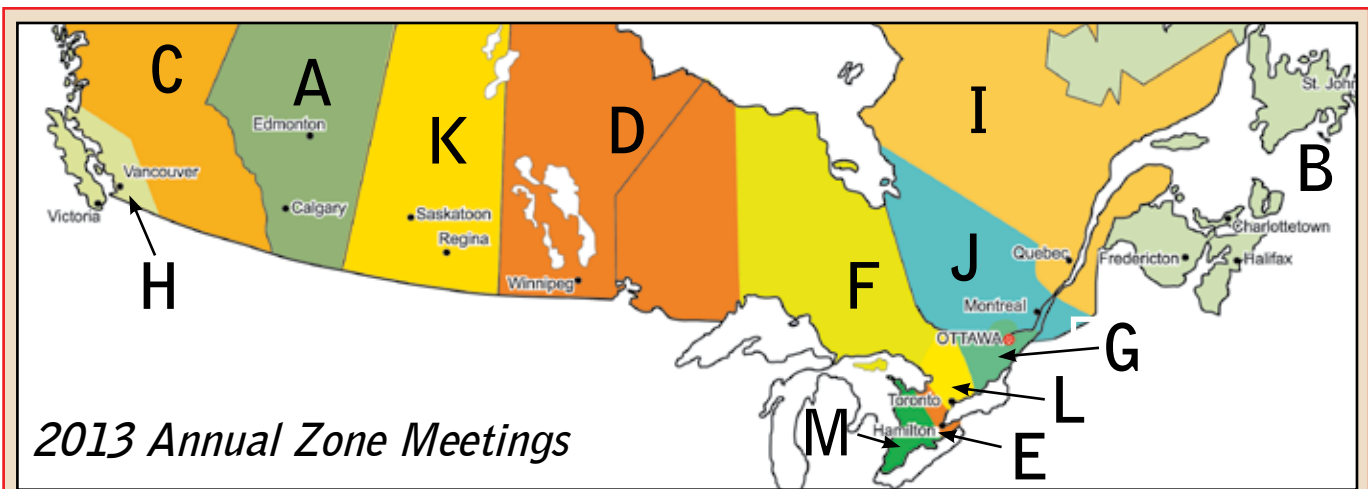 C
A
K
D
I
B
St. John
Edmonton
Vancouver
Victoria
Calgary
Saskatoon
Regina
Winnipeg
H
F
J
Quebec
Montreal
OTTAWA
Fredericton
Charlottetown
Halifax
G
L
Toronto
Hamilton
M
E
2013 Annual Zone Meetings